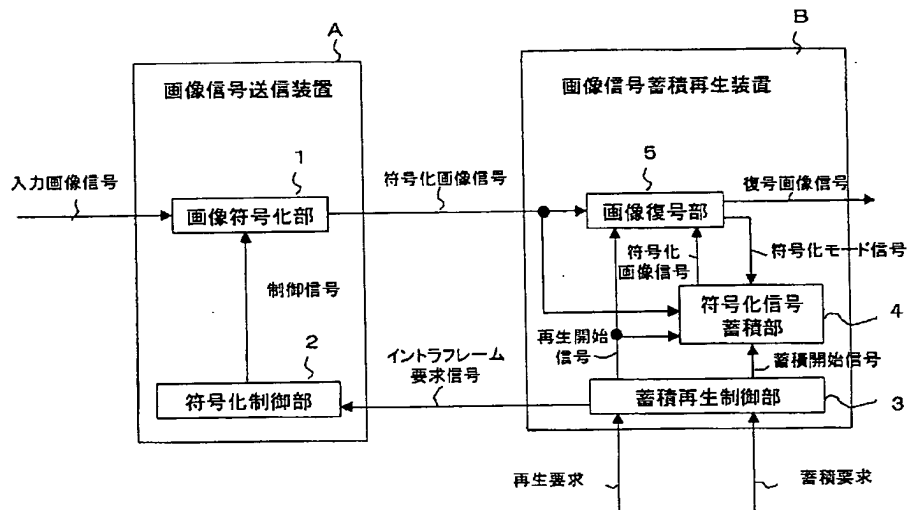 A
B
画像信号送信装置
画像信号蓄積再生装置
1
5
入力画像信号
符号化画像信号
復号画像信号
画像符号化部
画像復号部
符号化
画像信号
符号化モード信号
制御信号
符号化信号
蓄積部
4
2
イントラフレーム
要求信号
再生開始
信号
蓄積開始信号
符号化制御部
蓄積再生制御部
3
再生要求
蓄積要求